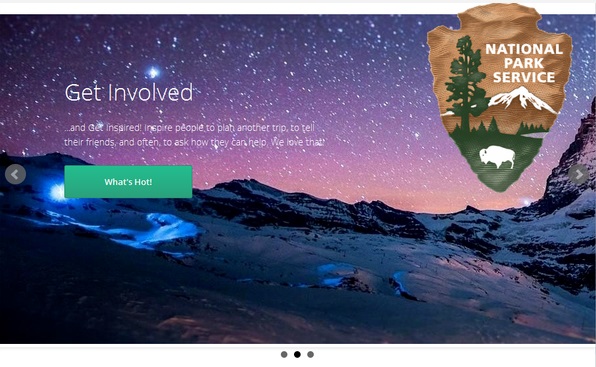 Get Involved
...and Get Inspired! Inspire people to plan another trip, to tell
their friends, and often, to ask how they can help. We love that!
What's Hot!
NATIONAL
PARK
SERVICE